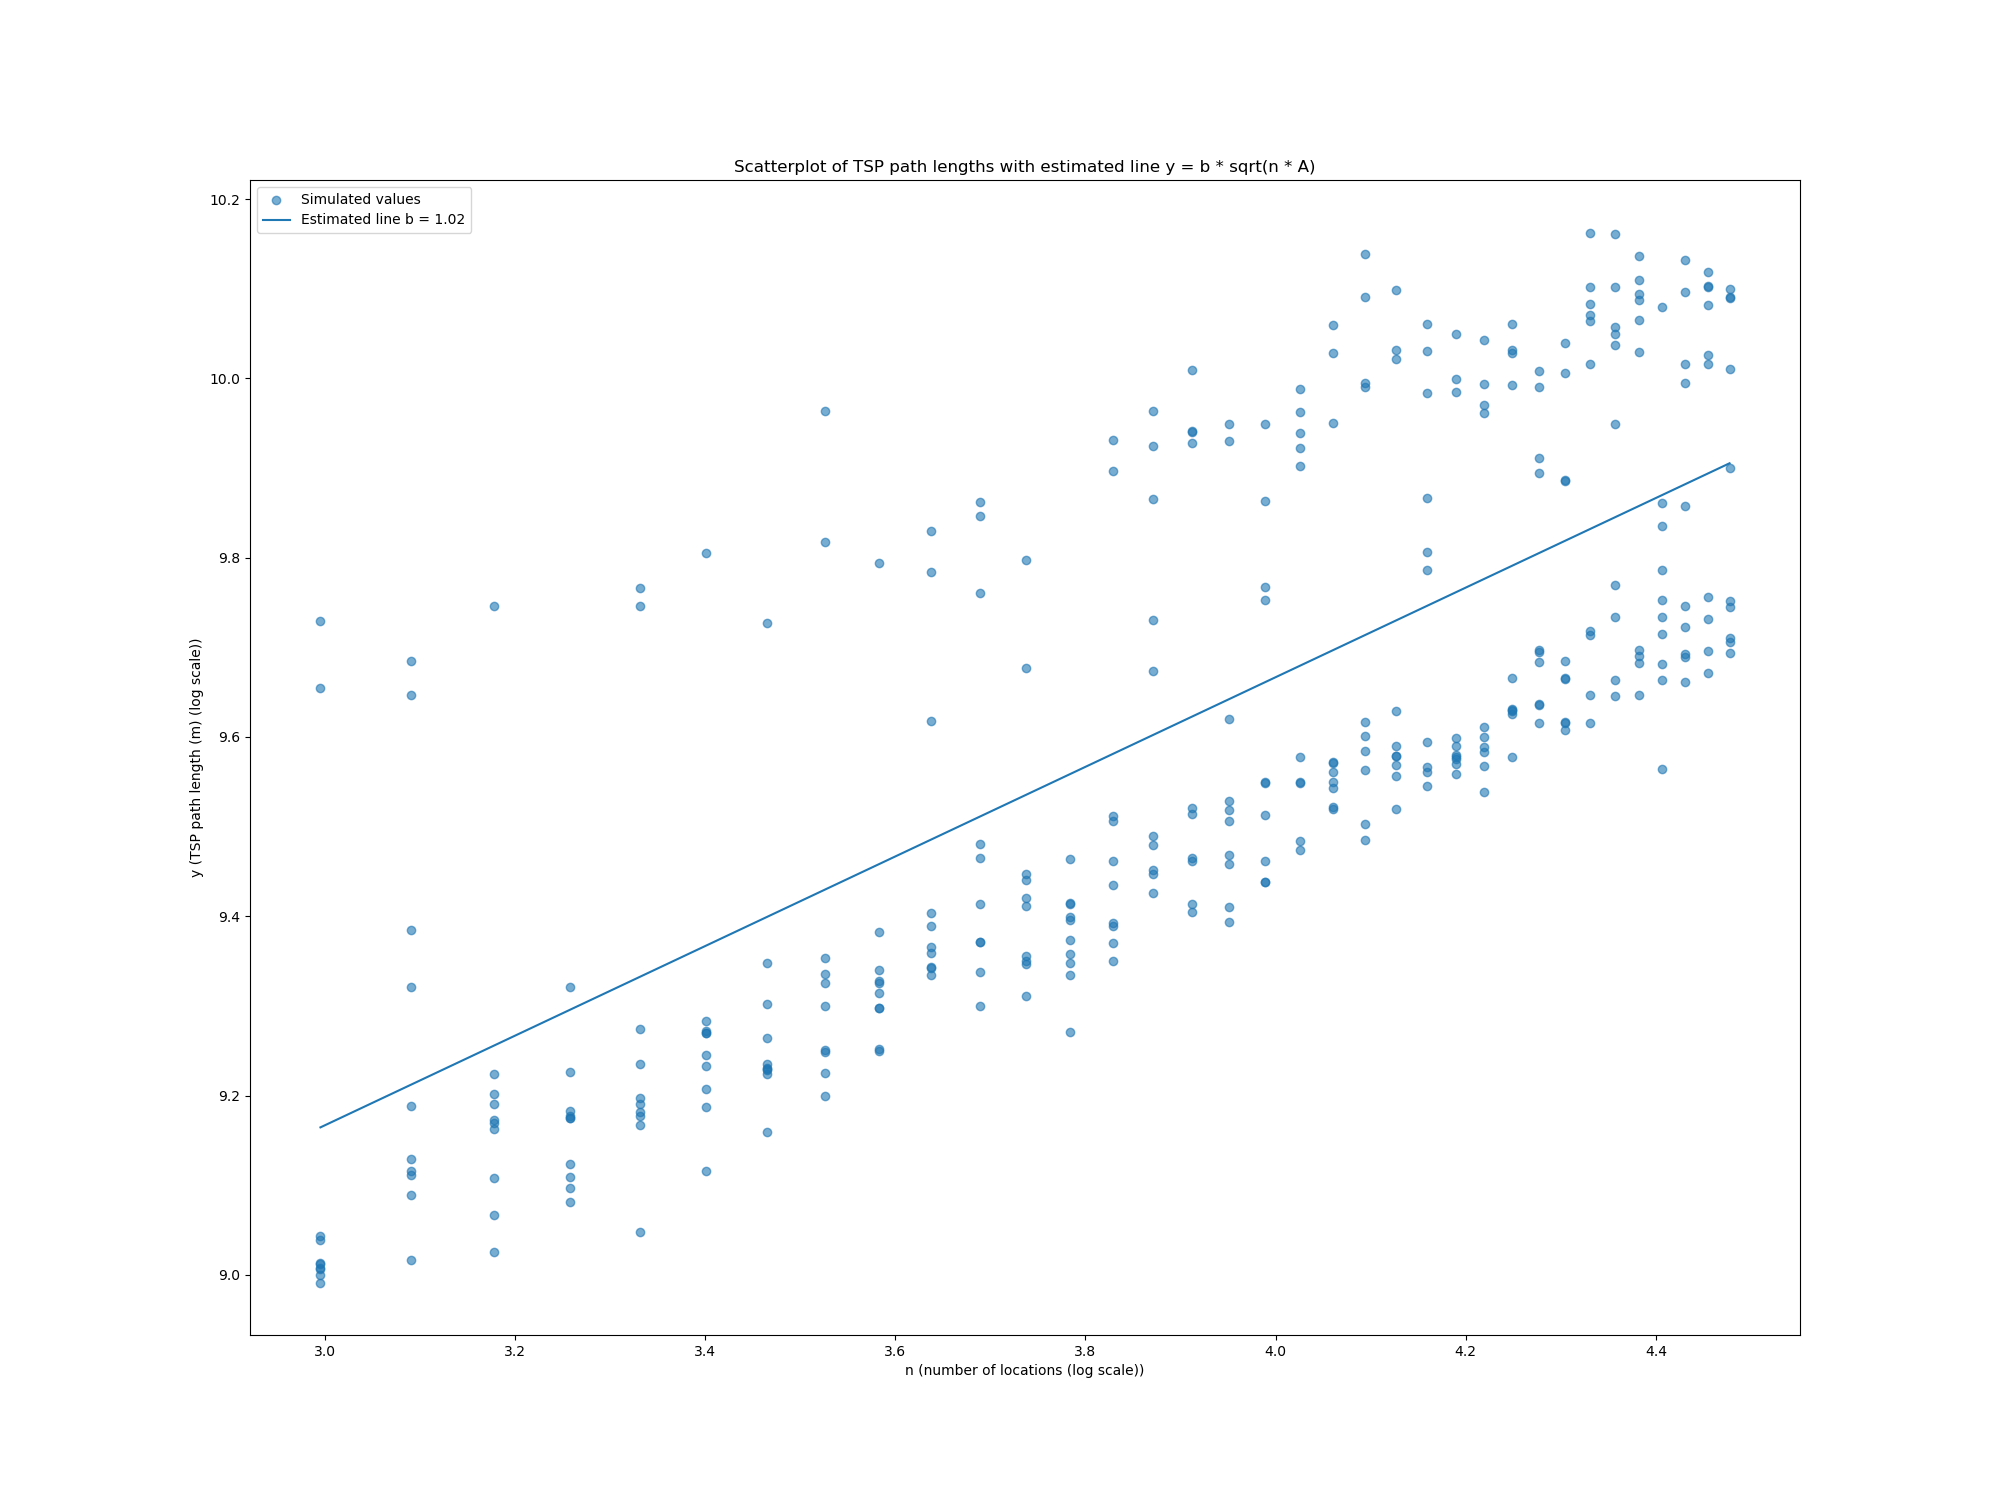 Scatterplot of TSP path lengths with estimated line y = b * sqrt(n * A)
Simulated values
Estimated line b = 1.02
10.2
10.0
9.8
9.6
9.4
9.2
9.0
y (TSP path length (m) (log scale))
3.0 3.2 3.4 3.6 3.8 4.0 4.2 4.4
n (number of locations (log scale))